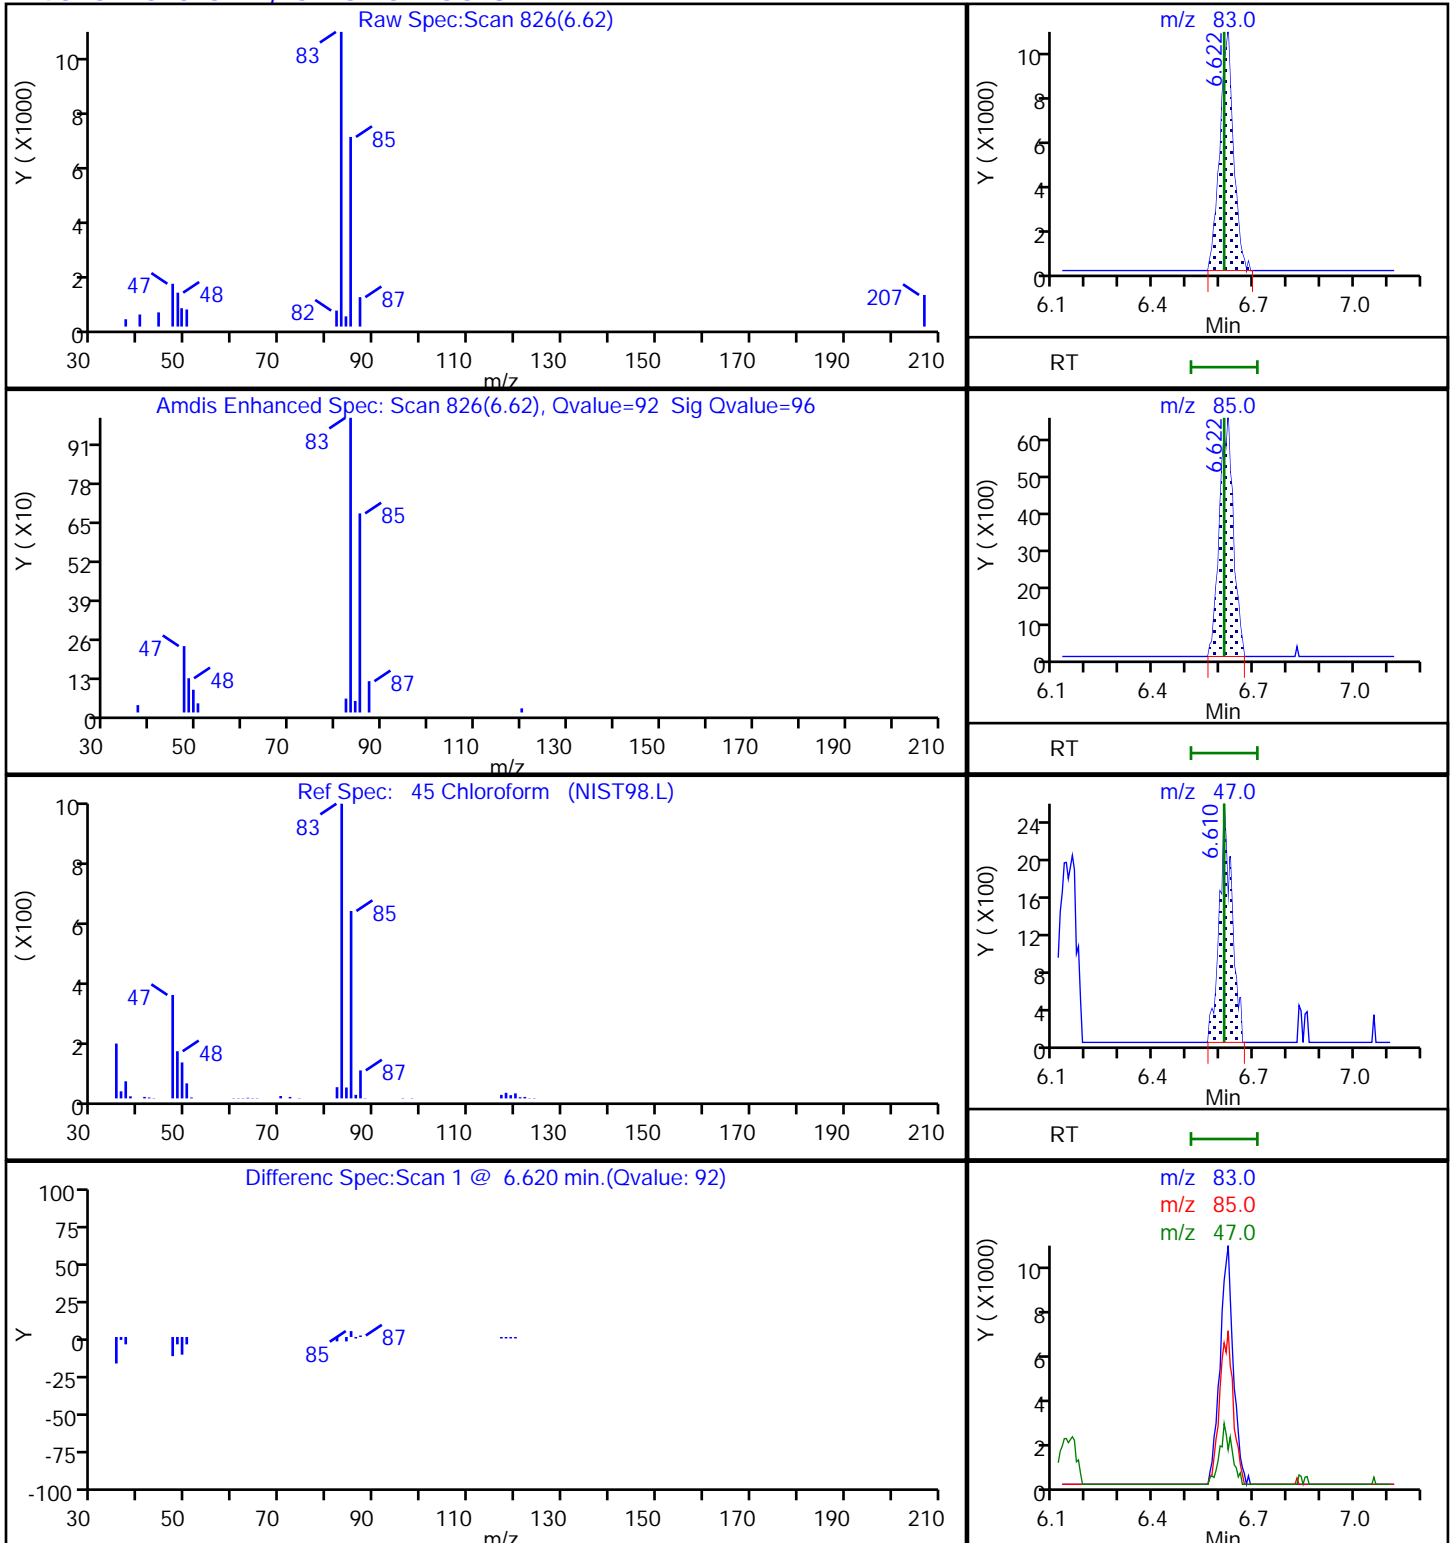 Raw Spec:Scan 826(6.62)
Y ( X1000)
10
8
6
4
2
0
83
85
47
48
82
87
207
30 50 70 90 110 130 150 170 190 210
m/z
m/z 83.0
Y ( X1000)
10
8
6
4
2
0
6.622
6.1 6.4 6.7 7.0
Min
RT
Amdis Enhanced Spec: Scan 826(6.62), Qvalue=92 Sig Qvalue=96
Y ( X10)
91
78
65
52
39
26
13
0
83
85
47
48
87
30 50 70 90 110 130 150 170 190 210
m/z
m/z 85.0
Y ( X100)
60
50
40
30
20
10
0
6.622
6.1 6.4 6.7 7.0
Min
RT
Ref Spec: 45 Chloroform (NIST98.L)
( X100)
10
8
6
4
2
0
83
85
47
48
87
30 50 70 90 110 130 150 170 190 210
m/z 47.0
Y ( X100)
24
20
16
12
8
4
0
6.610
6.1 6.4 6.7 7.0
Min
RT
Differenc Spec:Scan 1 @ 6.620 min.(Qvalue: 92)
Y
100
75
50
25
0
-25
-50
-75
-100
85
87
30 50 70 90 110 130 150 170 190 210
m/z
m/z 83.0
m/z 85.0
m/z 47.0
Y ( X1000)
10
8
6
4
2
0
6.1 6.4 6.7 7.0
Min